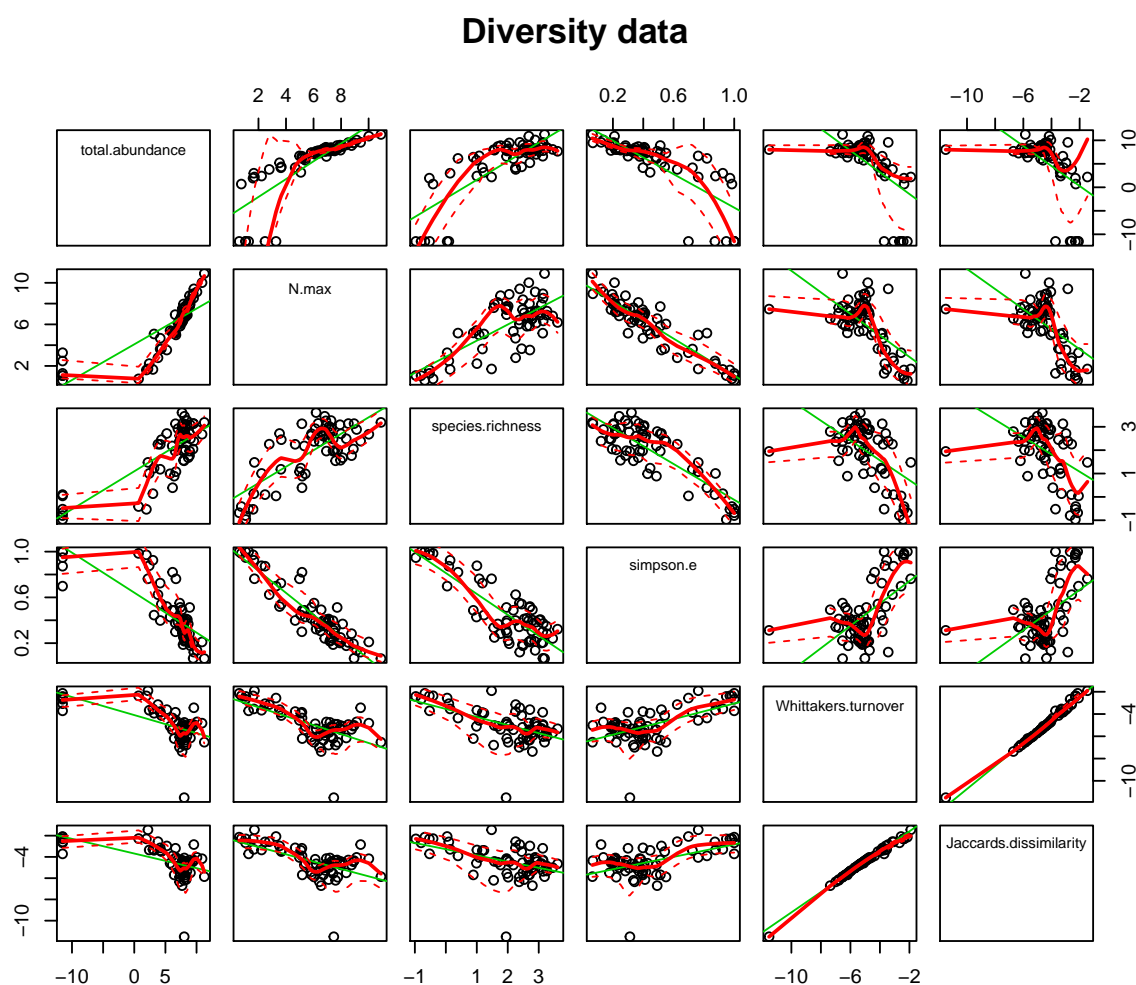 Diversity data
2 4 6 8
0.2 0.6 1.0
−10 −6 −2
total.abundance
−10 0 10
2 6 10
N.max
species.richness
−1 1 3
0.2 0.6 1.0
simpson.e
Whittakers.turnover
−10 −4
−10 −4
Jaccards.dissimilarity
−10 0 5
−1 1 2 3
−10 −6 −2